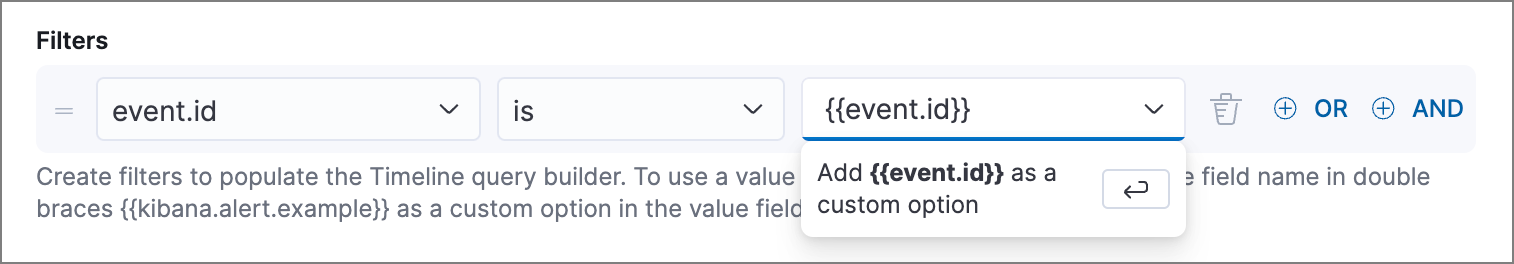 Filters
event.id is {{event.id}} OR AND
Create filters to populate the Timeline query builder. To use a value field name in double
braces {{kibana.alert.example}} as a custom option in the value field
Add {{event.id}} as a
custom option